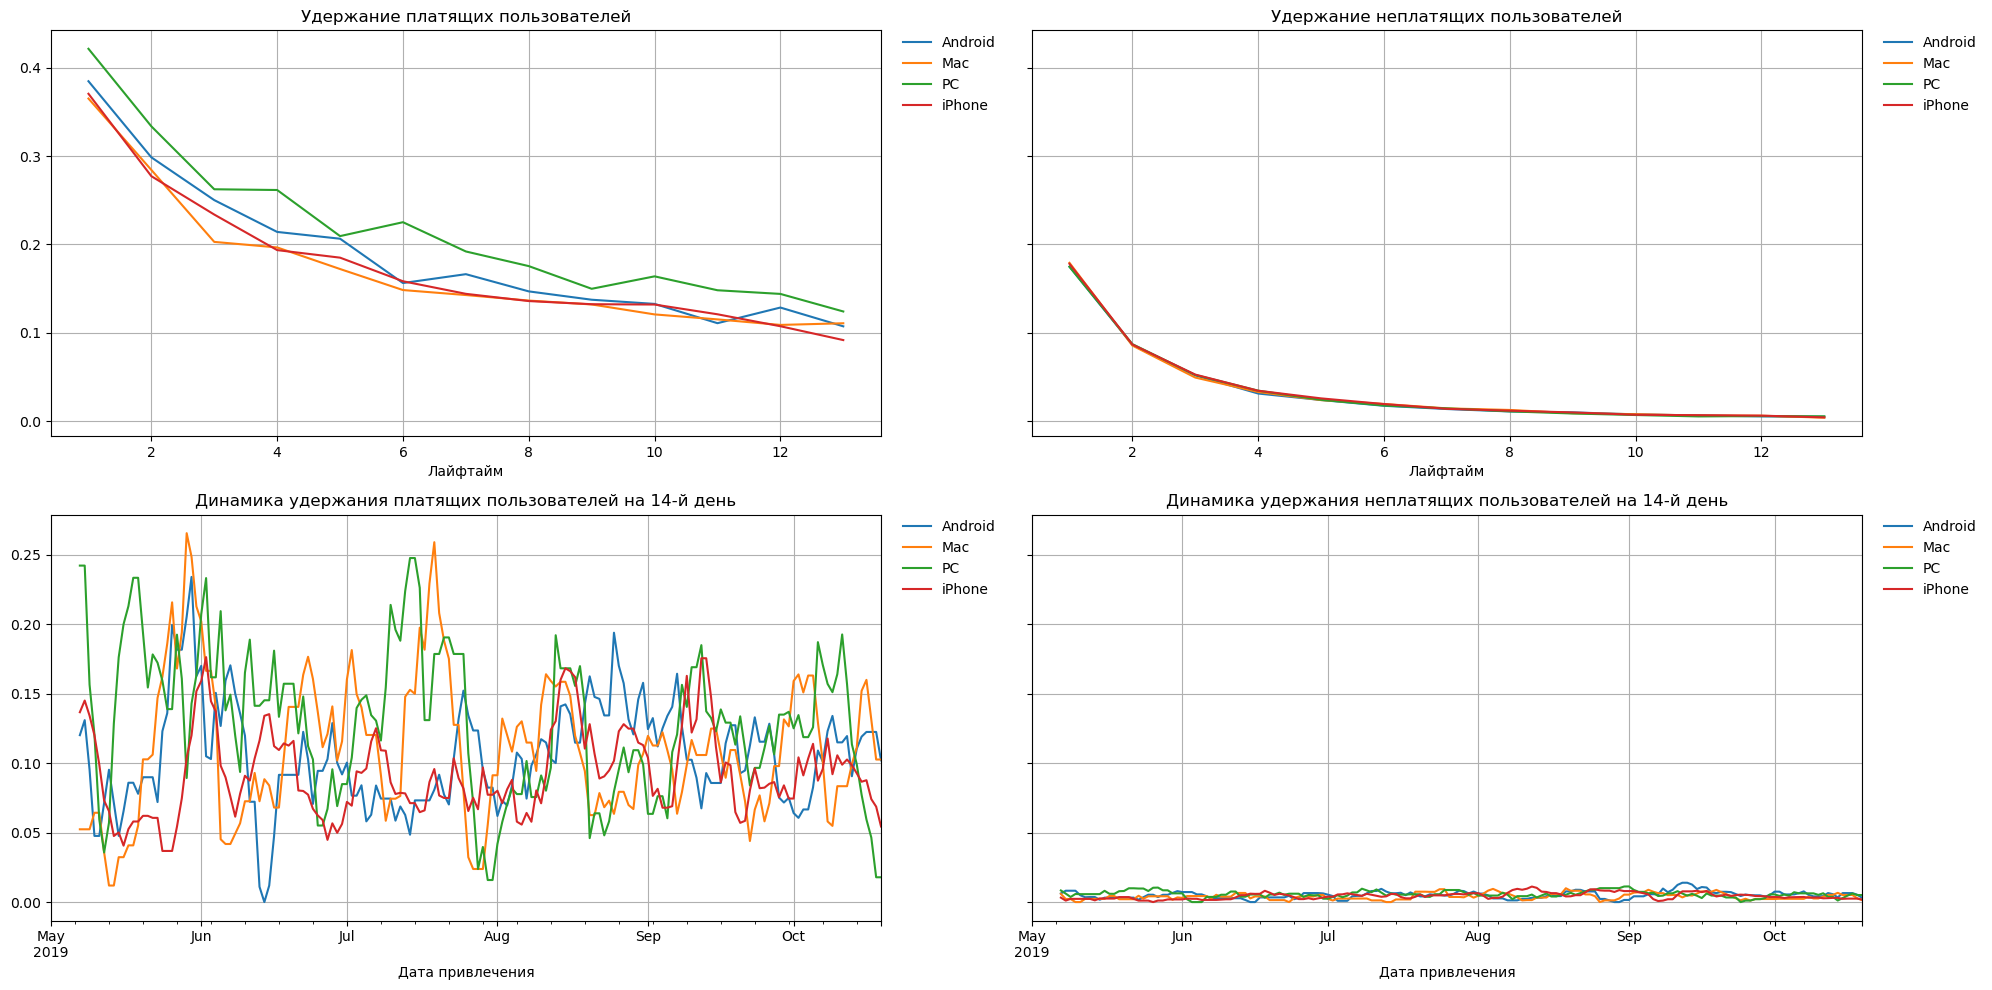 Удержание платящих пользователей
0.4
0.3
0.2
0.1
0.0
2 4 6 8 10 12
Лайфтайм
Android
Mac
PC
iPhone
Удержание неплатящих пользователей
2 4 6 8 10 12
Лайфтайм
Android
Mac
PC
iPhone
Динамика удержания платящих пользователей на 14-й день
0.25
0.20
0.15
0.10
0.05
0.00
May Jun Jul Aug Sep Oct
2019
Дата привлечения
Android
Mac
PC
iPhone
Динамика удержания неплатящих пользователей на 14-й день
May Jun Jul Aug Sep Oct
2019
Дата привлечения
Android
Mac
PC
iPhone